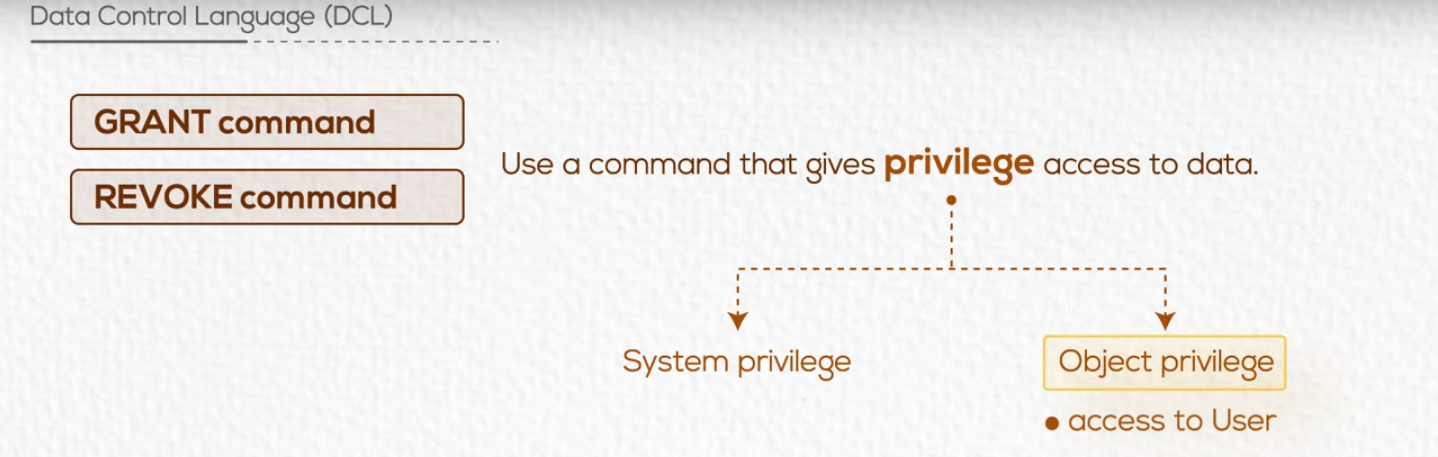 Data Control Language (DCL)
GRANT command
REVOKE command
Use a command that gives privilege access to data.
System privilege
Object privilege
• access to User